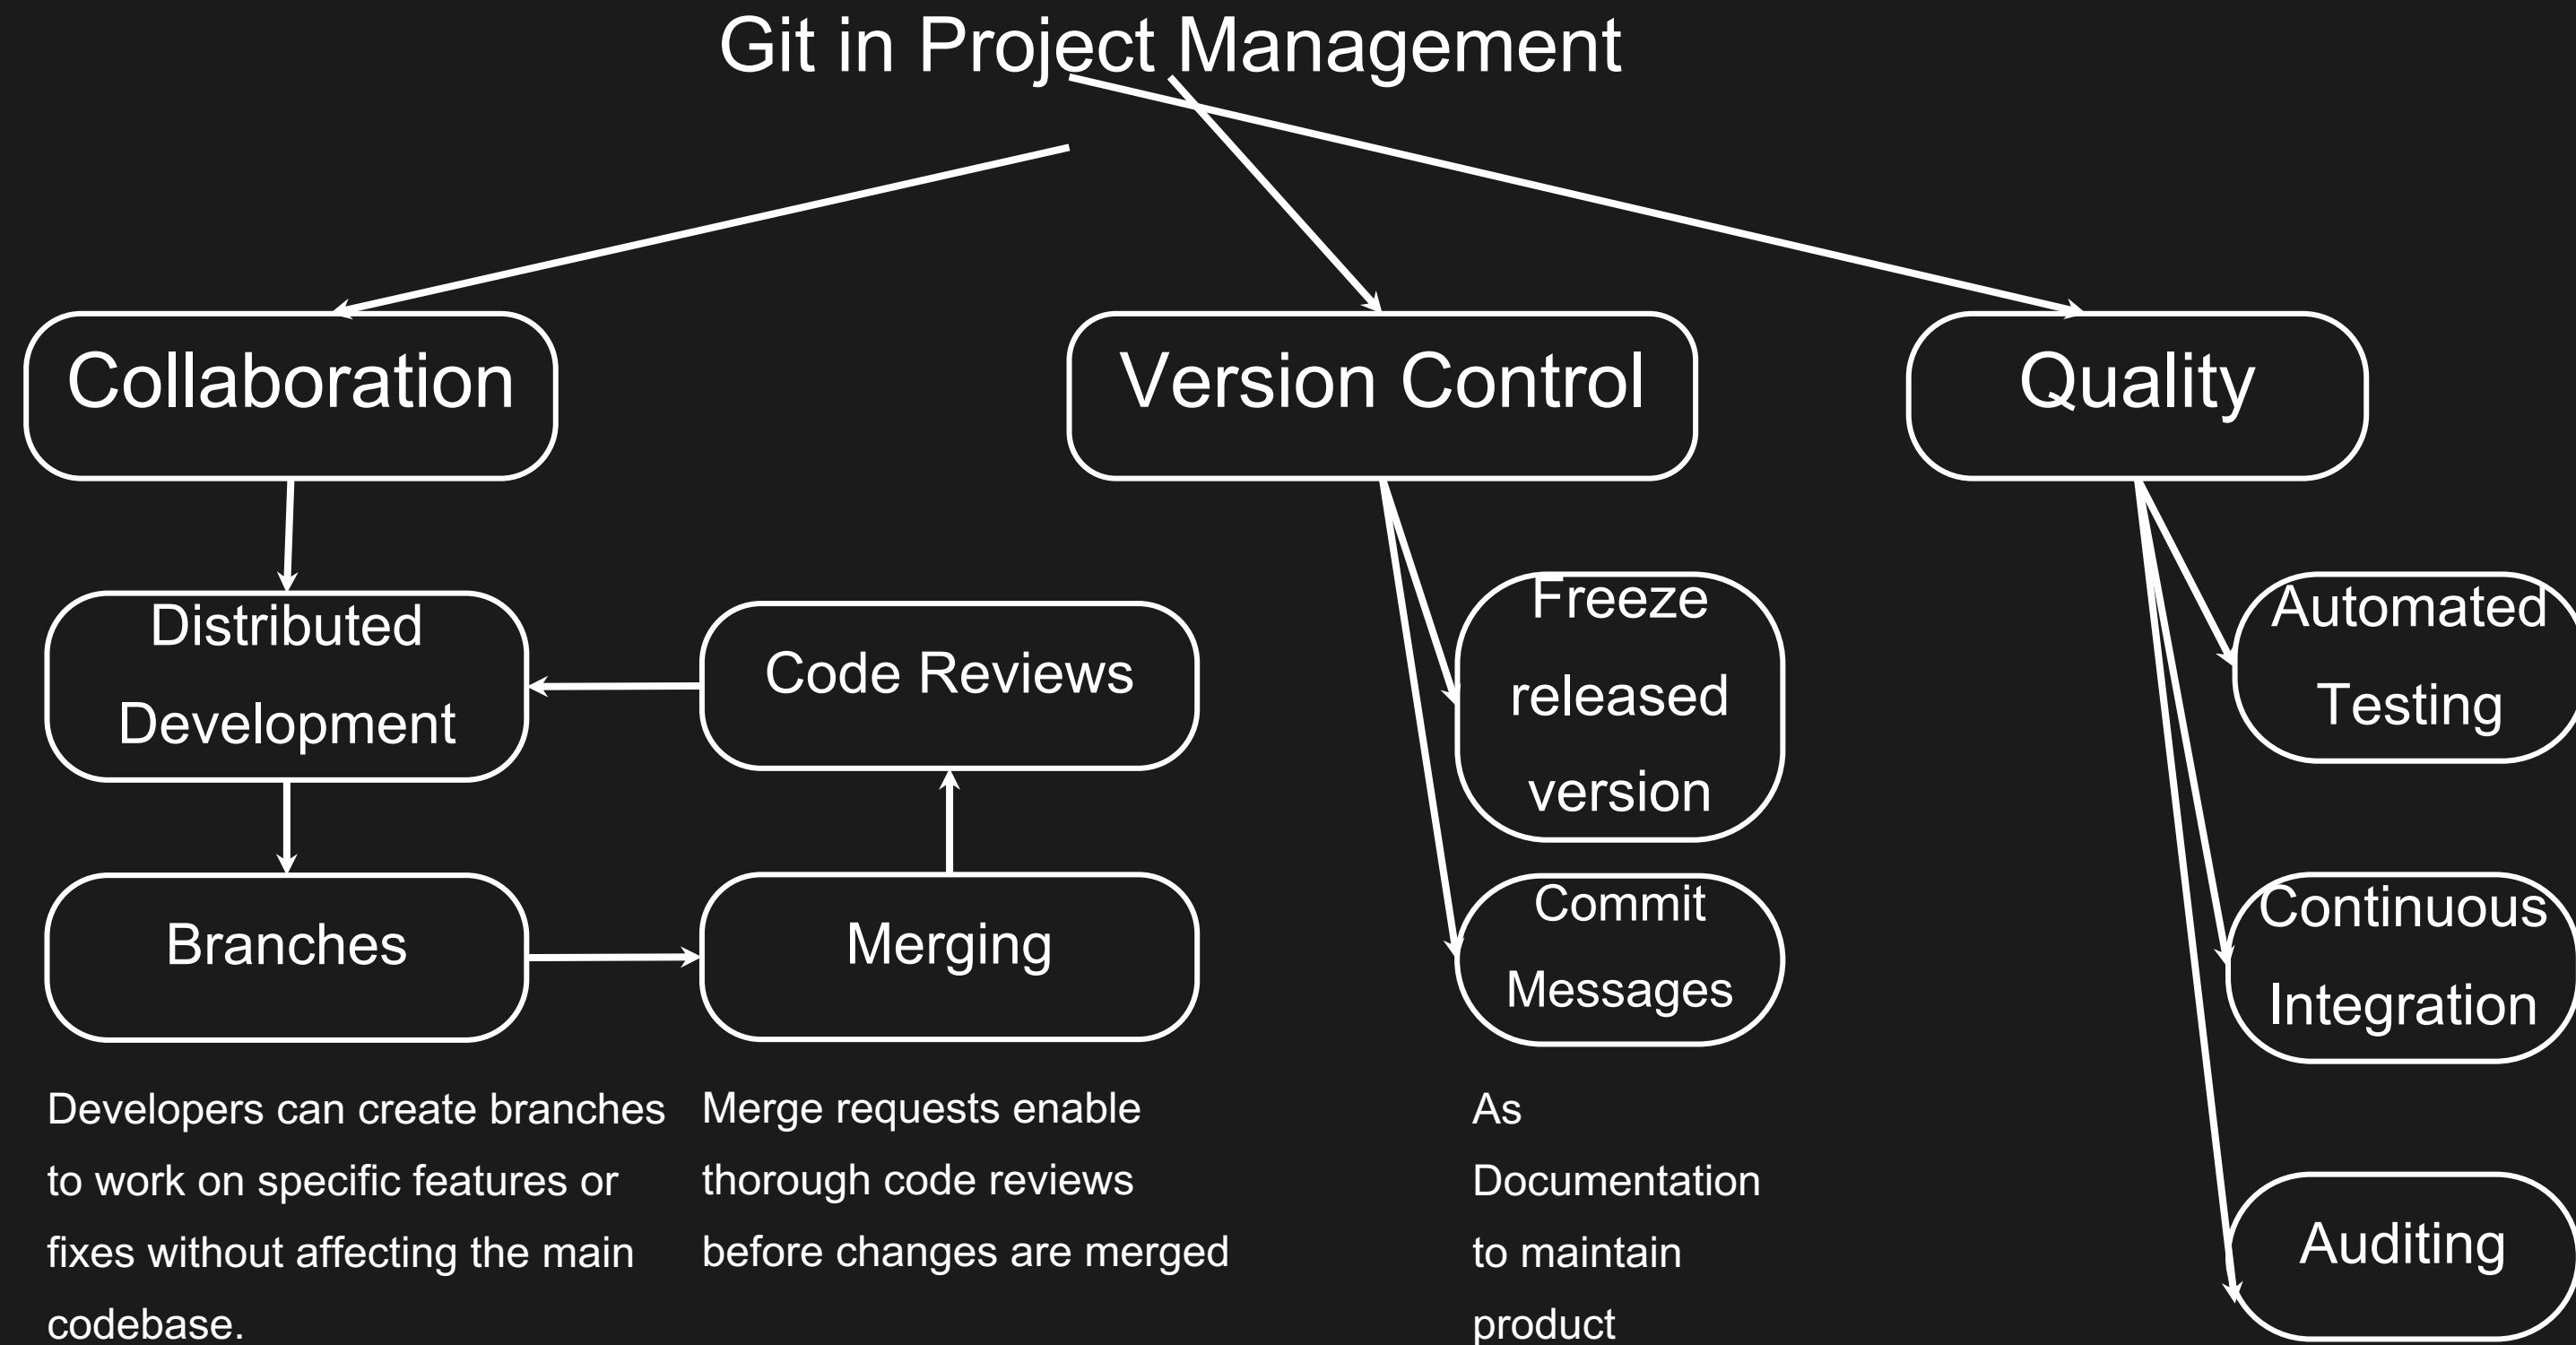 Git in Project Management
Collaboration
Version Control
Quality
Distributed
Development
Code Reviews
Freeze
released
version
Automated
Testing
Branches
Merging
Commit
Messages
Continuous
Integration
Developers can create branches
to work on specific features or
fixes without affecting the main
codebase.
Merge requests enable
thorough code reviews
before changes are merged
As
Documentation
to maintain
product
Auditing